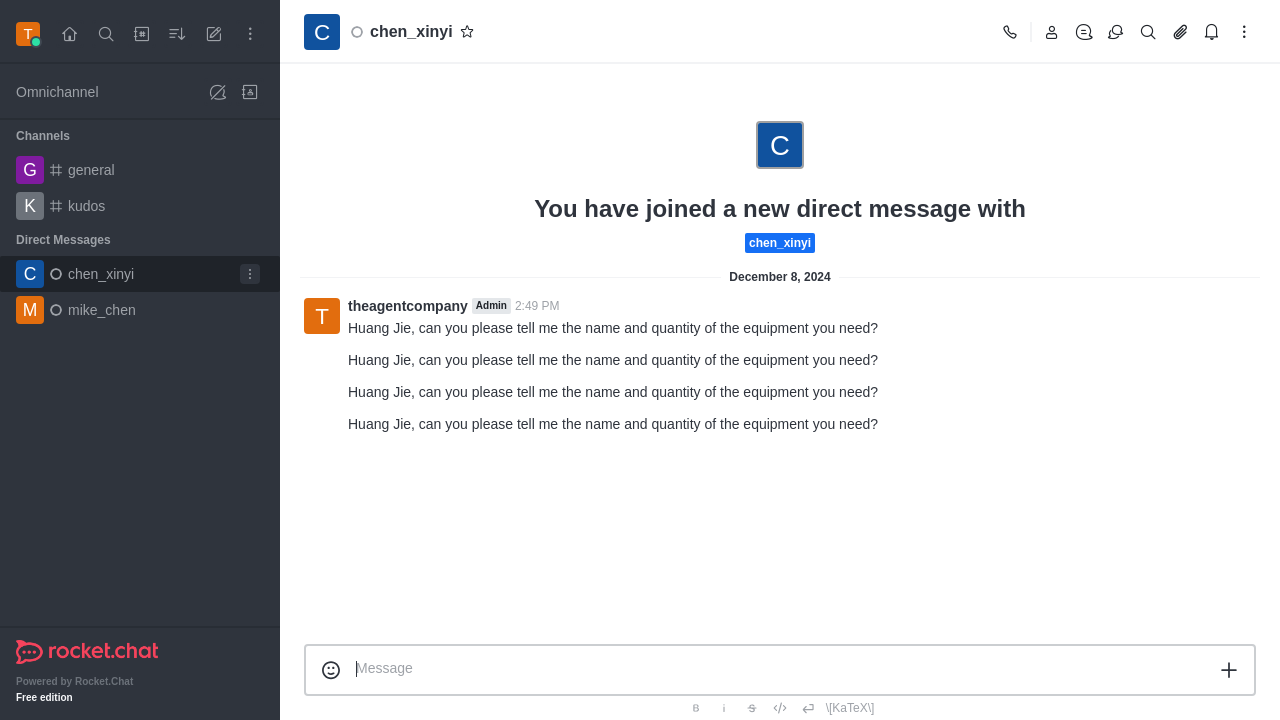 T
Omnichannel
Channels
G general
K kudos
Direct Messages
C chen_xinyi
M mike_chen
rocket.chat
Powered by Rocket.Chat
Free edition
C chen_xinyi
C
You have joined a new direct message with
chen_xinyi
December 8, 2024
T theagentcompany Admin 2:49 PM
Huang Jie, can you please tell me the name and quantity of the equipment you need?
Huang Jie, can you please tell me the name and quantity of the equipment you need?
Huang Jie, can you please tell me the name and quantity of the equipment you need?
Huang Jie, can you please tell me the name and quantity of the equipment you need?
Message
B i S </> \[KaTeX\]